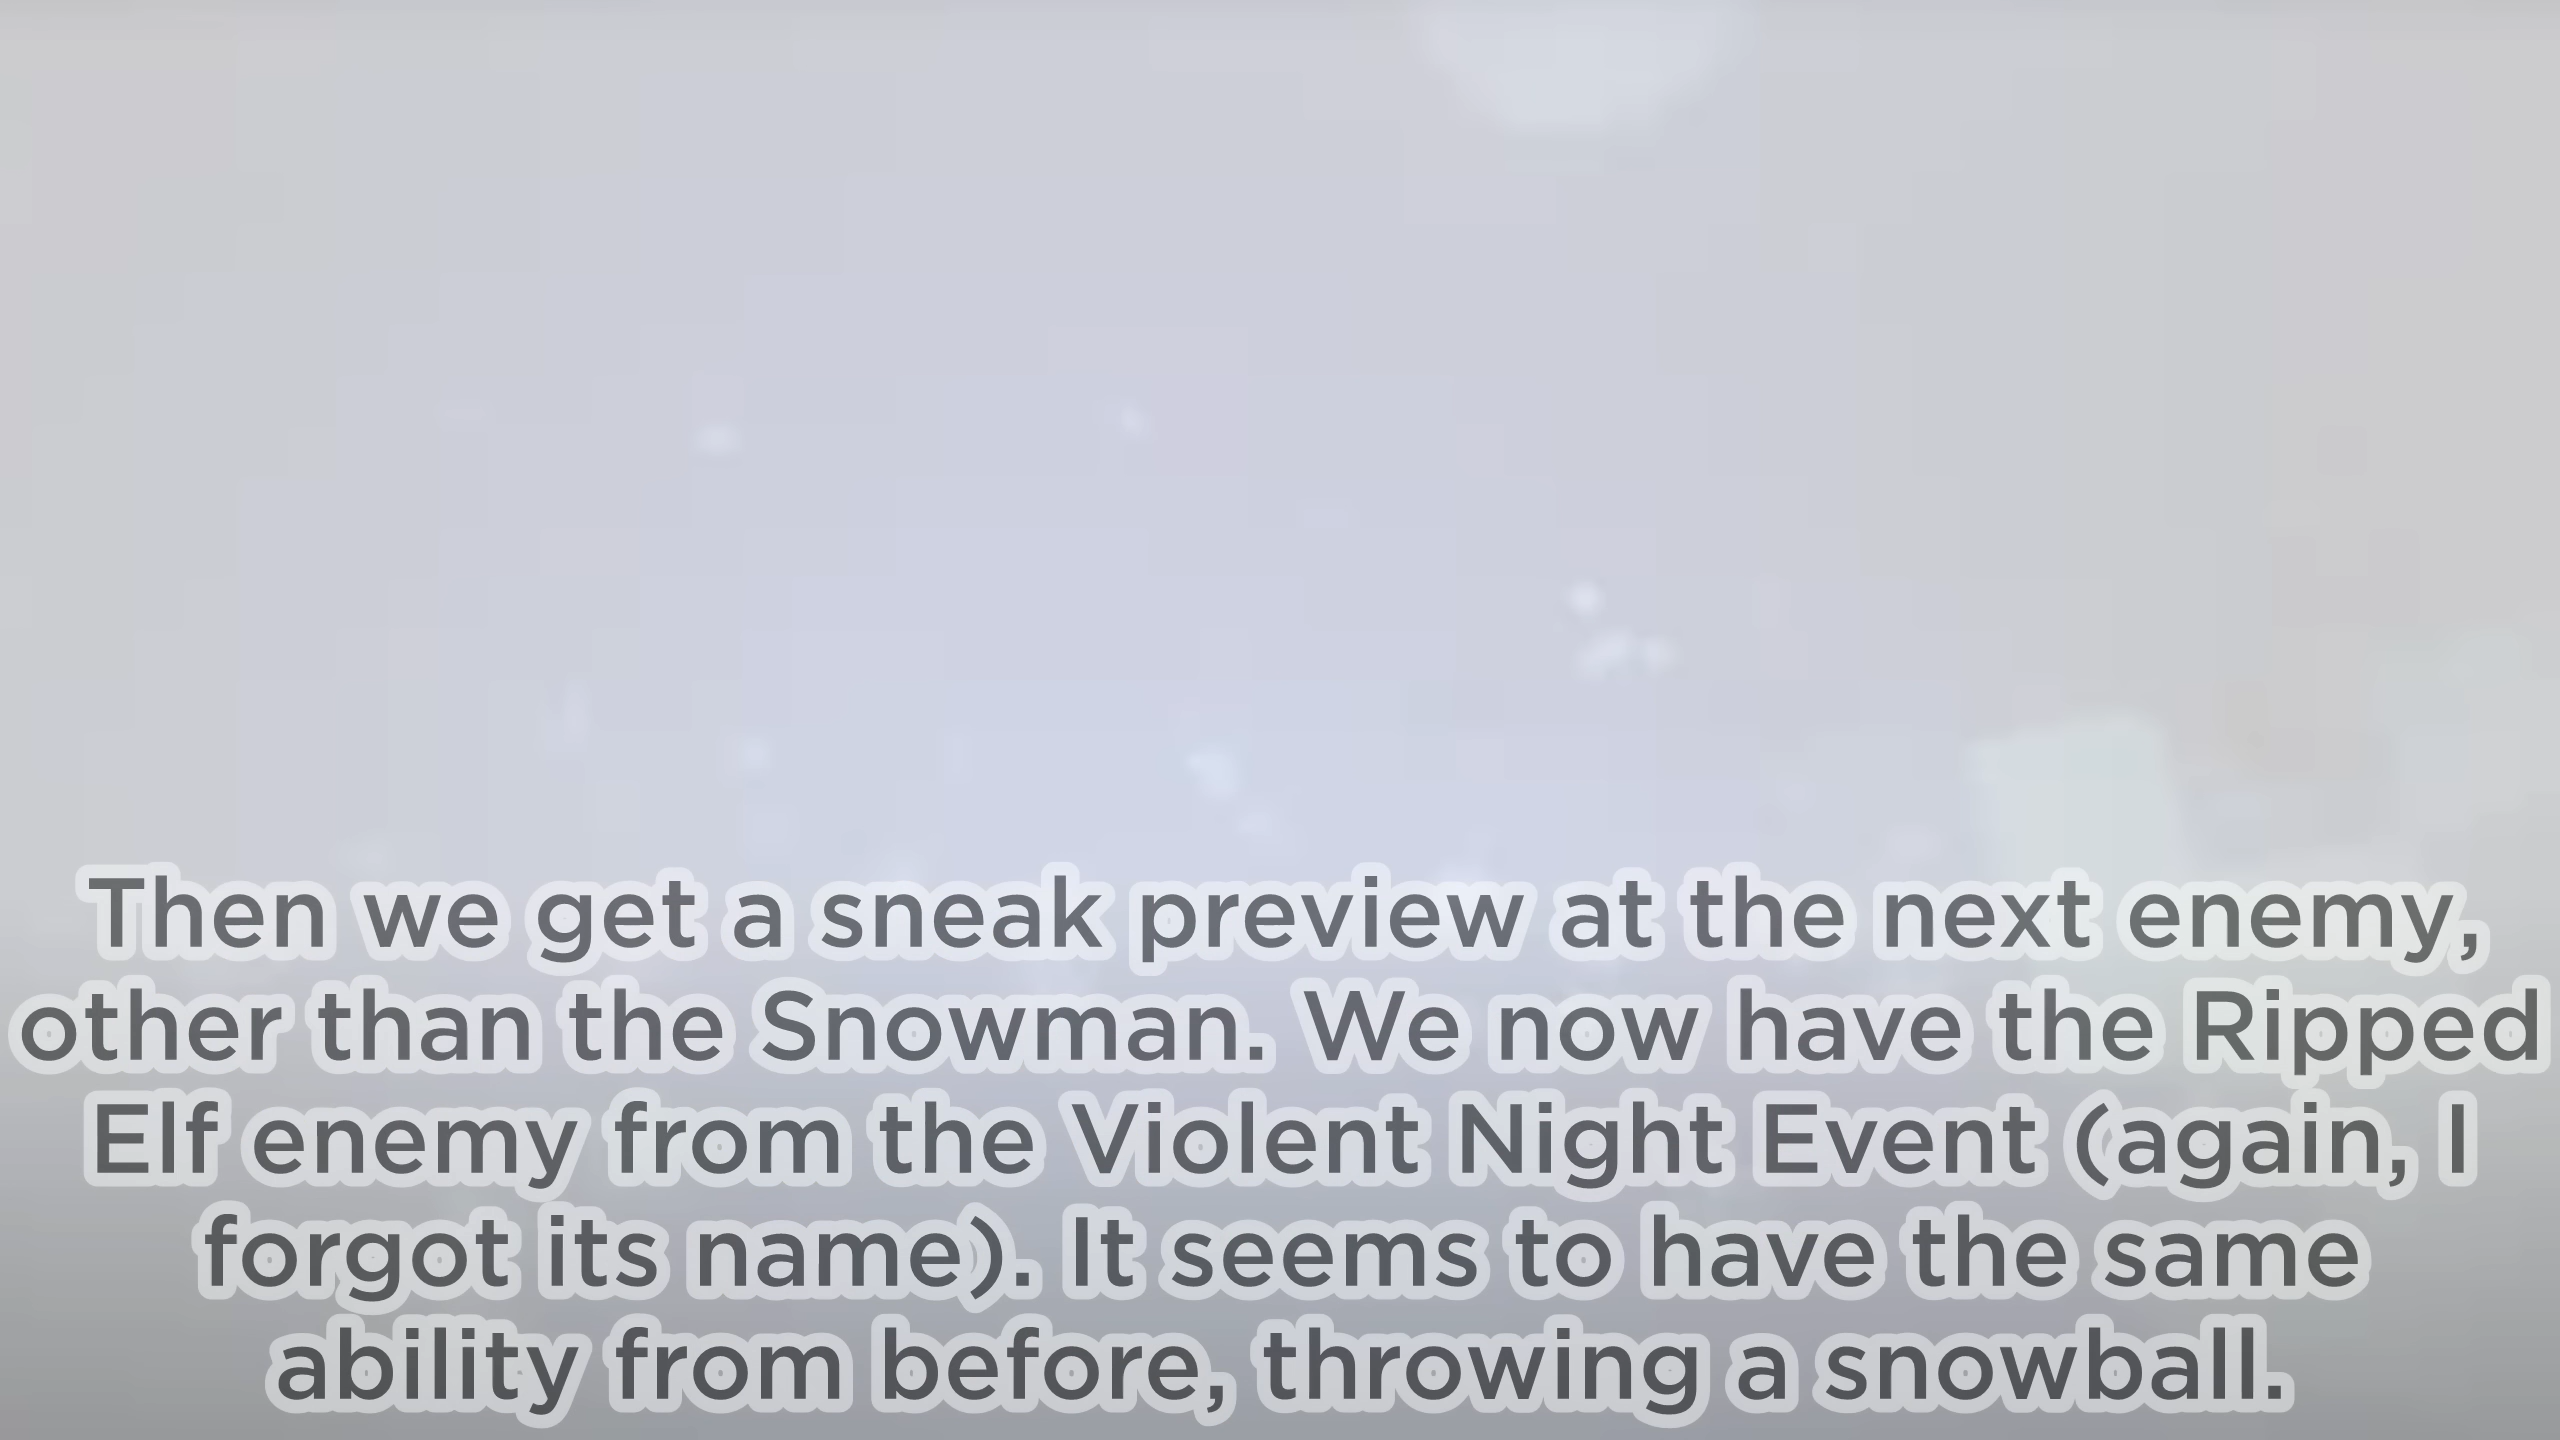 Then we get a sneak preview at the next enemy,
other than the Snowman. We now have the Ripped
Elf enemy from the Violent Night Event (again, I
forgot its name). It seems to have the same
ability from before, throwing a snowball.